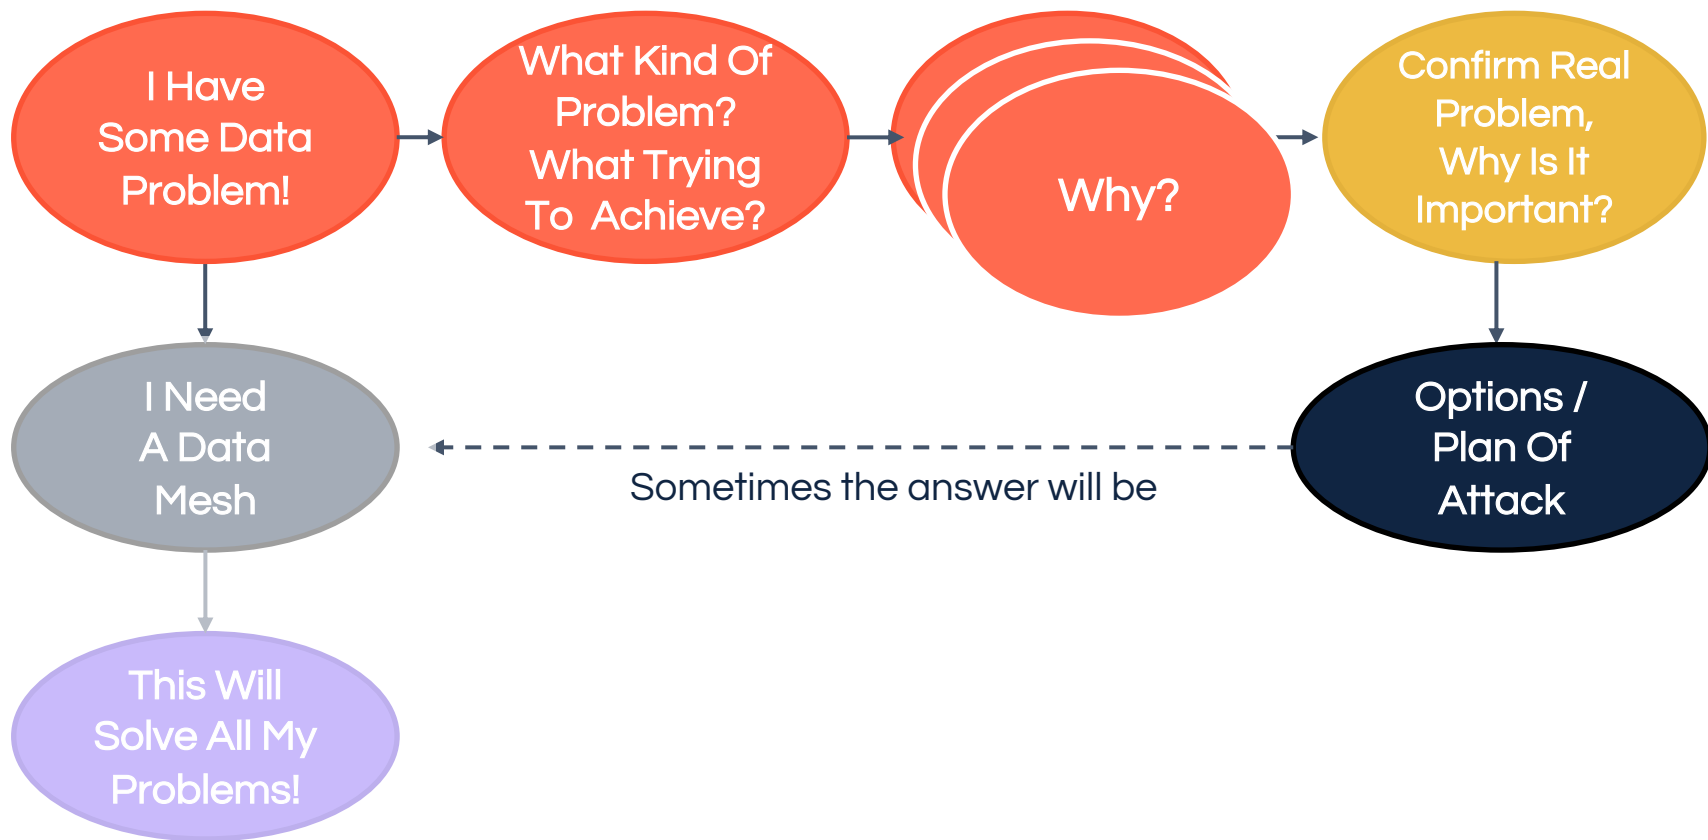 I Have
Some Data
Problem!
What Kind Of
Problem?
What Trying
To  Achieve?
Why?
Confirm Real
Problem,
Why Is It
Important?
I Need
A Data
Mesh
Sometimes the answer will be
Options /
Plan Of
Attack
This Will
Solve All My
Problems!